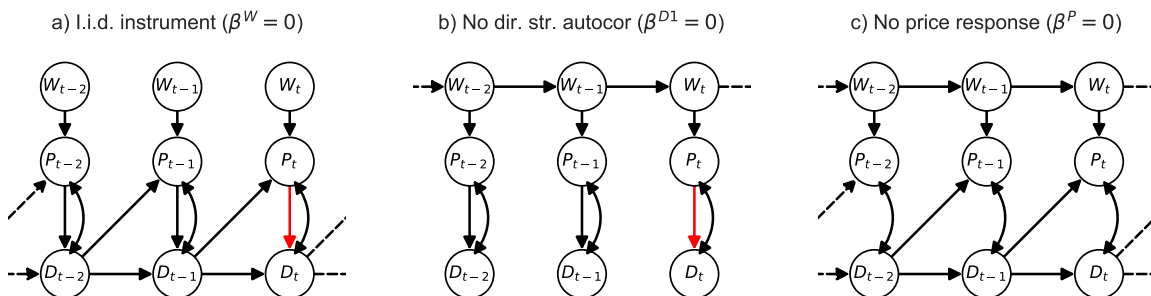 a) I.i.d. instrument (β^W = 0)
b) No dir. str. autocor (β^{D1} = 0)
c) No price response (β^P = 0)
W_{t−2} W_{t−1} W_t
W_{t−2} W_{t−1} W_t
W_{t−2} W_{t−1} W_t
P_{t−2} P_{t−1} P_t
P_{t−2} P_{t−1} P_t
P_{t−2} P_{t−1} P_t
D_{t−2} D_{t−1} D_t
D_{t−2} D_{t−1} D_t
D_{t−2} D_{t−1} D_t